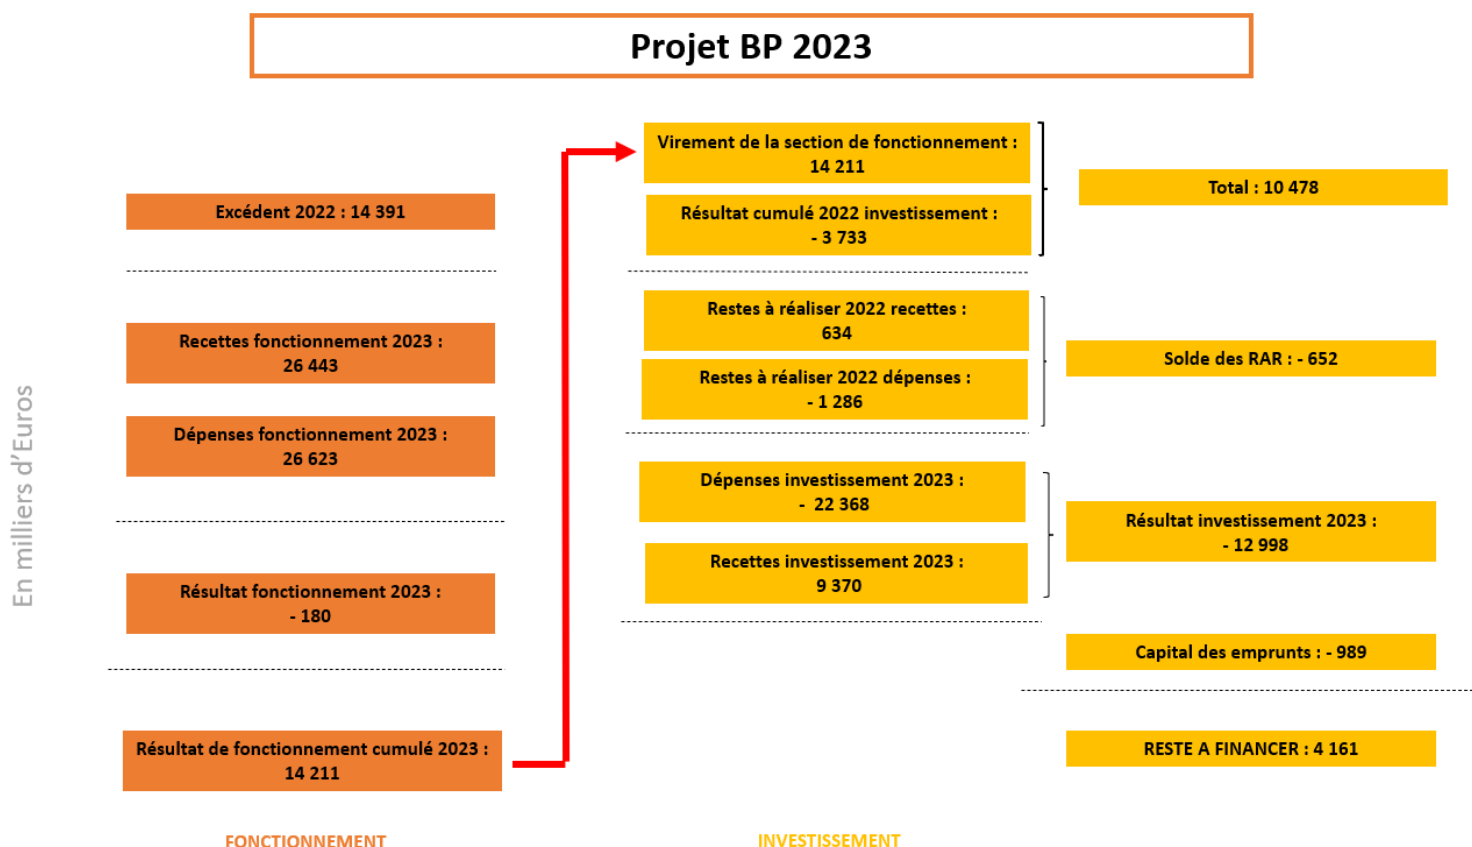 Projet BP 2023
En milliers d'Euros
Excédent 2022 : 14 391
Recettes fonctionnement 2023 :
26 443
Dépenses fonctionnement 2023 :
26 623
Résultat fonctionnement 2023 :
- 180
Résultat de fonctionnement cumulé 2023 :
14 211
FONCTIONNEMENT
Virement de la section de fonctionnement :
14 211
Résultat cumulé 2022 investissement :
- 3 733
Restes à réaliser 2022 recettes :
634
Restes à réaliser 2022 dépenses :
- 1 286
Dépenses investissement 2023 :
- 22 368
Recettes investissement 2023 :
9 370
INVESTISSEMENT
Total : 10 478
Solde des RAR : - 652
Résultat investissement 2023 :
- 12 998
Capital des emprunts : - 989
RESTE A FINANCER : 4 161